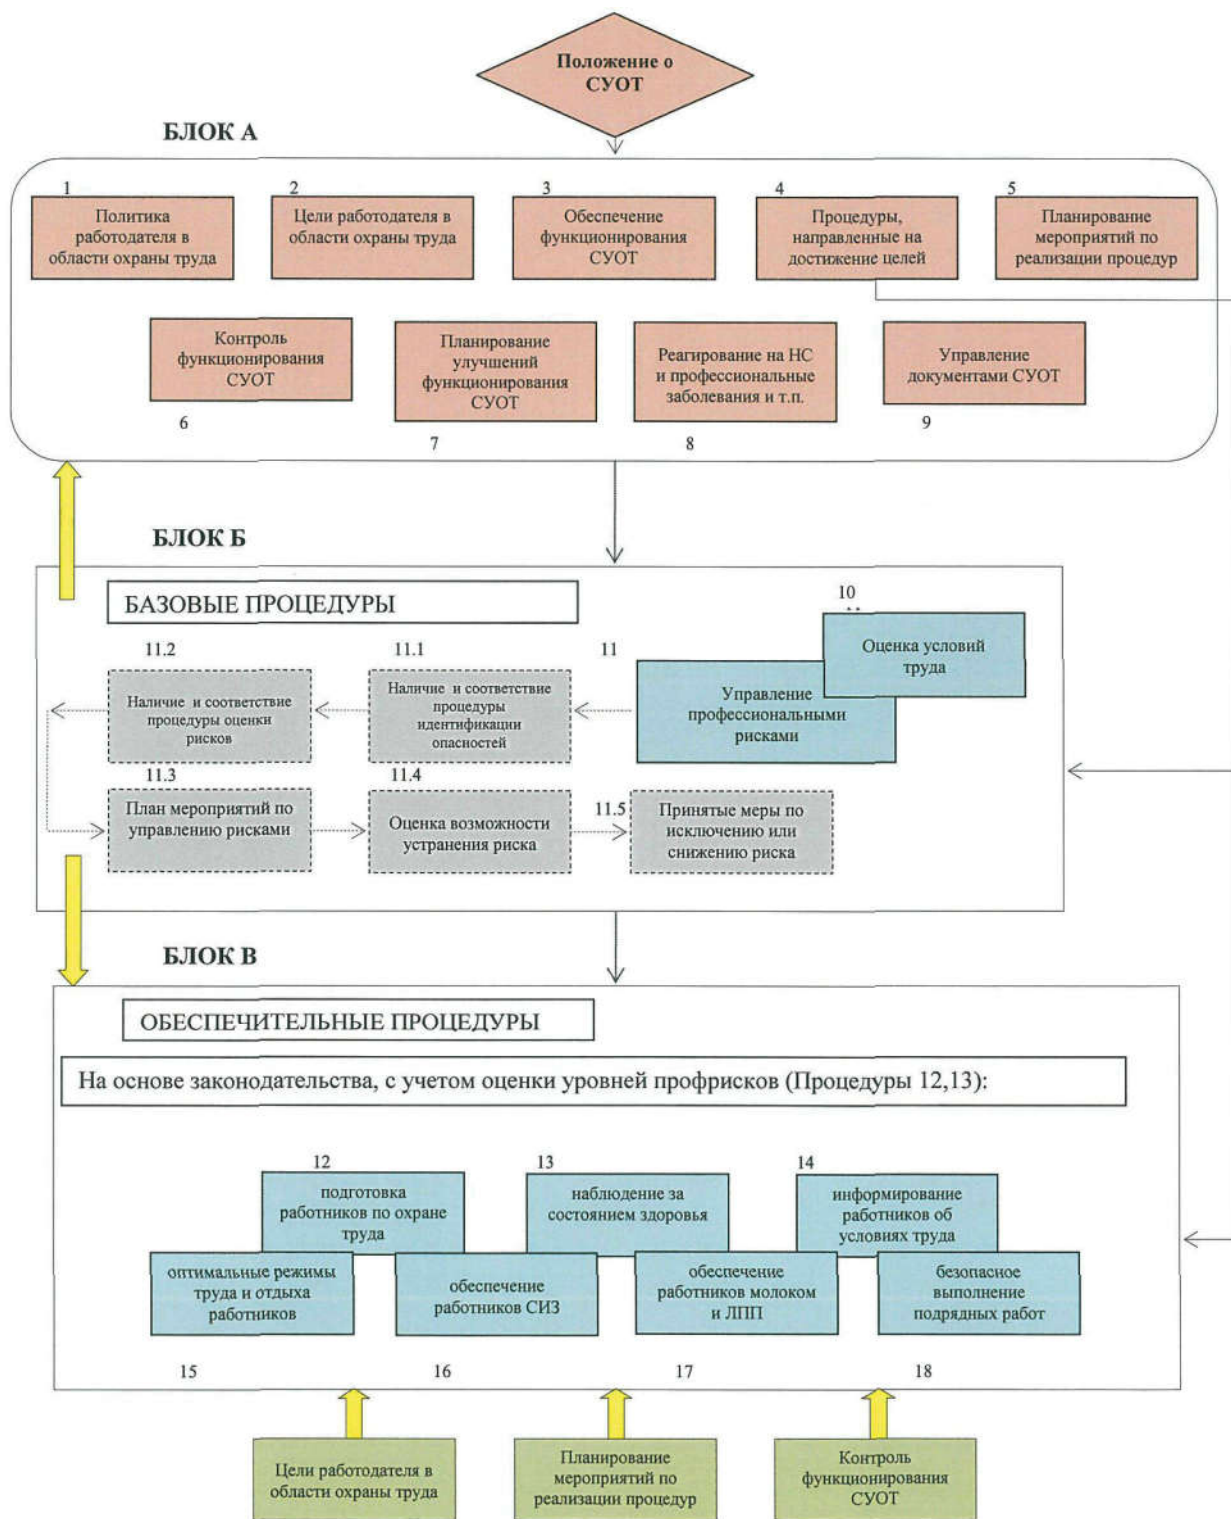 Положение о
СУОТ
БЛОК А
1
2
3
4
5
Политика
работодателя в
области охраны труда
Цели работодателя в
области охраны труда
Обеспечение
функционирования
СУОТ
Процедуры,
направленные на
достижение целей
Планирование
мероприятий по
реализации процедур
Контроль
функционирования
СУОТ
Планирование
улучшений
функционирования
СУОТ
Реагирование на НС
и профессиональные
заболевания и т.п.
Управление
документами СУОТ
6
7
8
9
БЛОК Б
БАЗОВЫЕ ПРОЦЕДУРЫ
10
Оценка условий
труда
11.2
11.1
11
Наличие и соответствие
процедуры оценки
рисков
Наличие и соответствие
процедуры
идентификации
опасностей
Управление
профессиональными
рисками
11.3
11.4
11.5
План мероприятий по
управлению рисками
Оценка возможности
устранения риска
Принятые меры по
исключению или
снижению риска
БЛОК В
ОБЕСПЕЧИТЕЛЬНЫЕ ПРОЦЕДУРЫ
На основе законодательства, с учетом оценки уровней профрисков (Процедуры 12,13):
12
13
14
подготовка
работников по охране
труда
наблюдение за
состоянием здоровья
информирование
работников об
условиях труда
оптимальные режимы
труда и отдыха
работников
обеспечение
работников СИЗ
обеспечение
работников молоком
и ЛПП
безопасное
выполнение
подрядных работ
15
16
17
18
Цели работодателя в
области охраны труда
Планирование
мероприятий по
реализации процедур
Контроль
функционирования
СУОТ